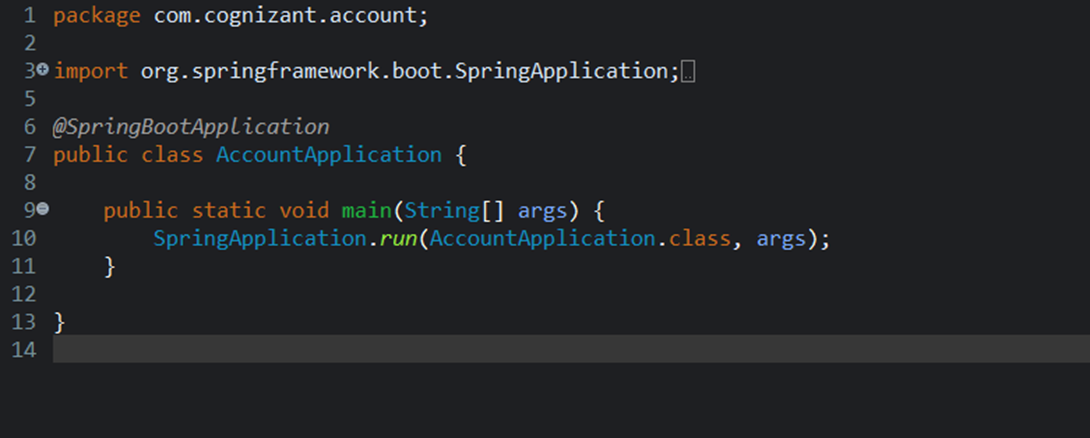 1 package com.cognizant.account;
2
3 import org.springframework.boot.SpringApplication;
5
6 @SpringBootApplication
7 public class AccountApplication {
8
9     public static void main(String[] args) {
10         SpringApplication.run(AccountApplication.class, args);
11     }
12
13 }
14